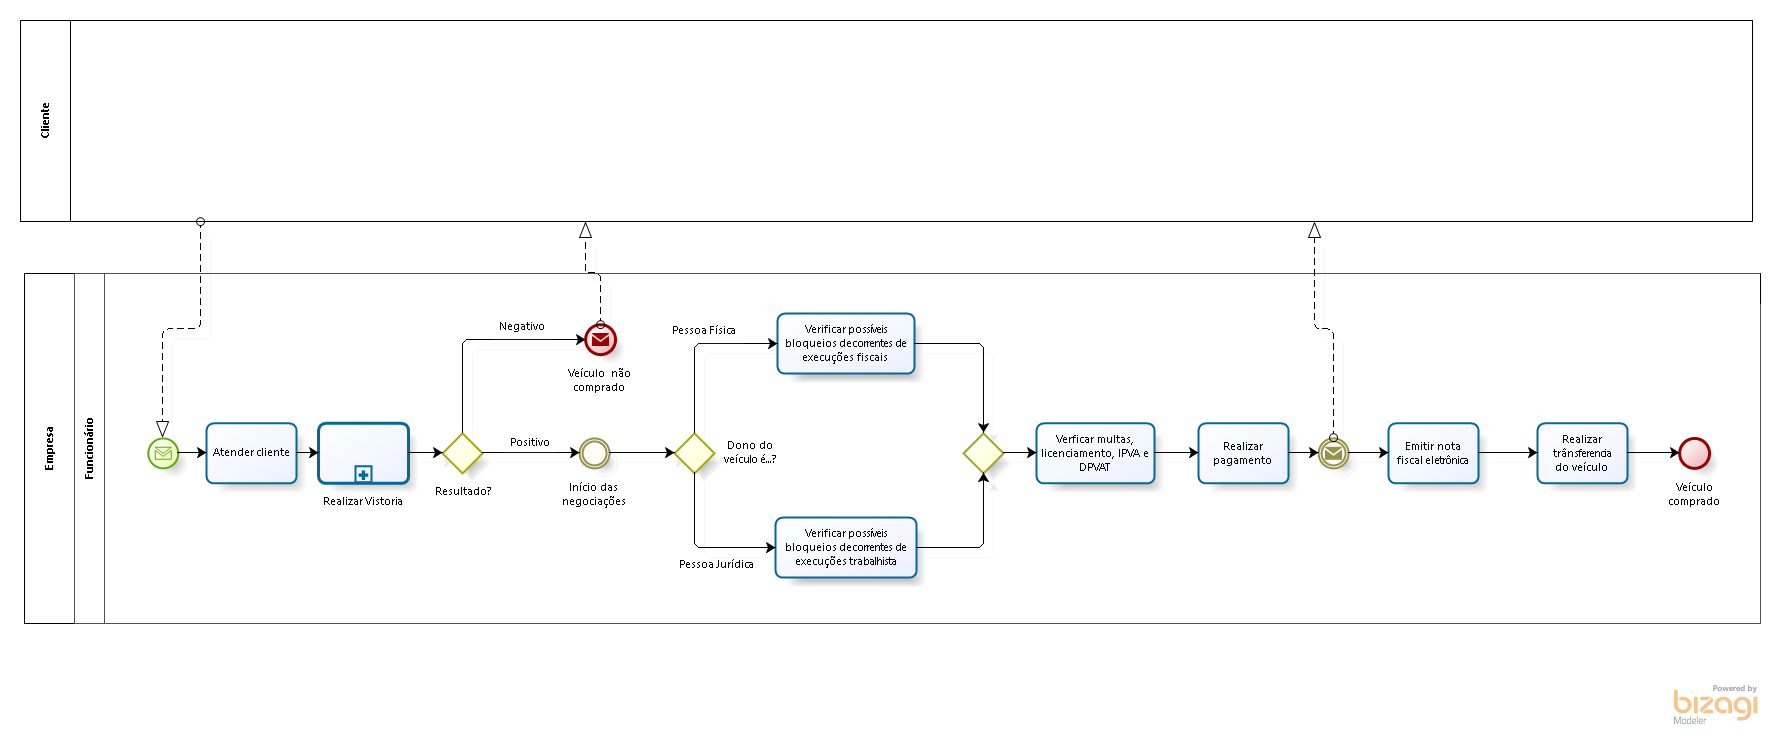 Cliente
Empresa
Funcionário
Atender cliente
Realizar Vistoria
Resultado?
Negativo
Veículo não
comprado
Positivo
Início das
negociações
Pessoa Física
Dono do
veículo é...?
Pessoa Jurídica
Verificar possíveis
bloqueios decorrentes de
execuções fiscais
Verificar possíveis
bloqueios decorrentes de
execuções trabalhista
Verficar multas,
licenciamento, IPVA e
DPVAT
Realizar
pagamento
Emitir nota
fiscal eletrônica
Realizar
trânsferencia
do veículo
Veículo
comprado
Powered by
bizagi
Modeler